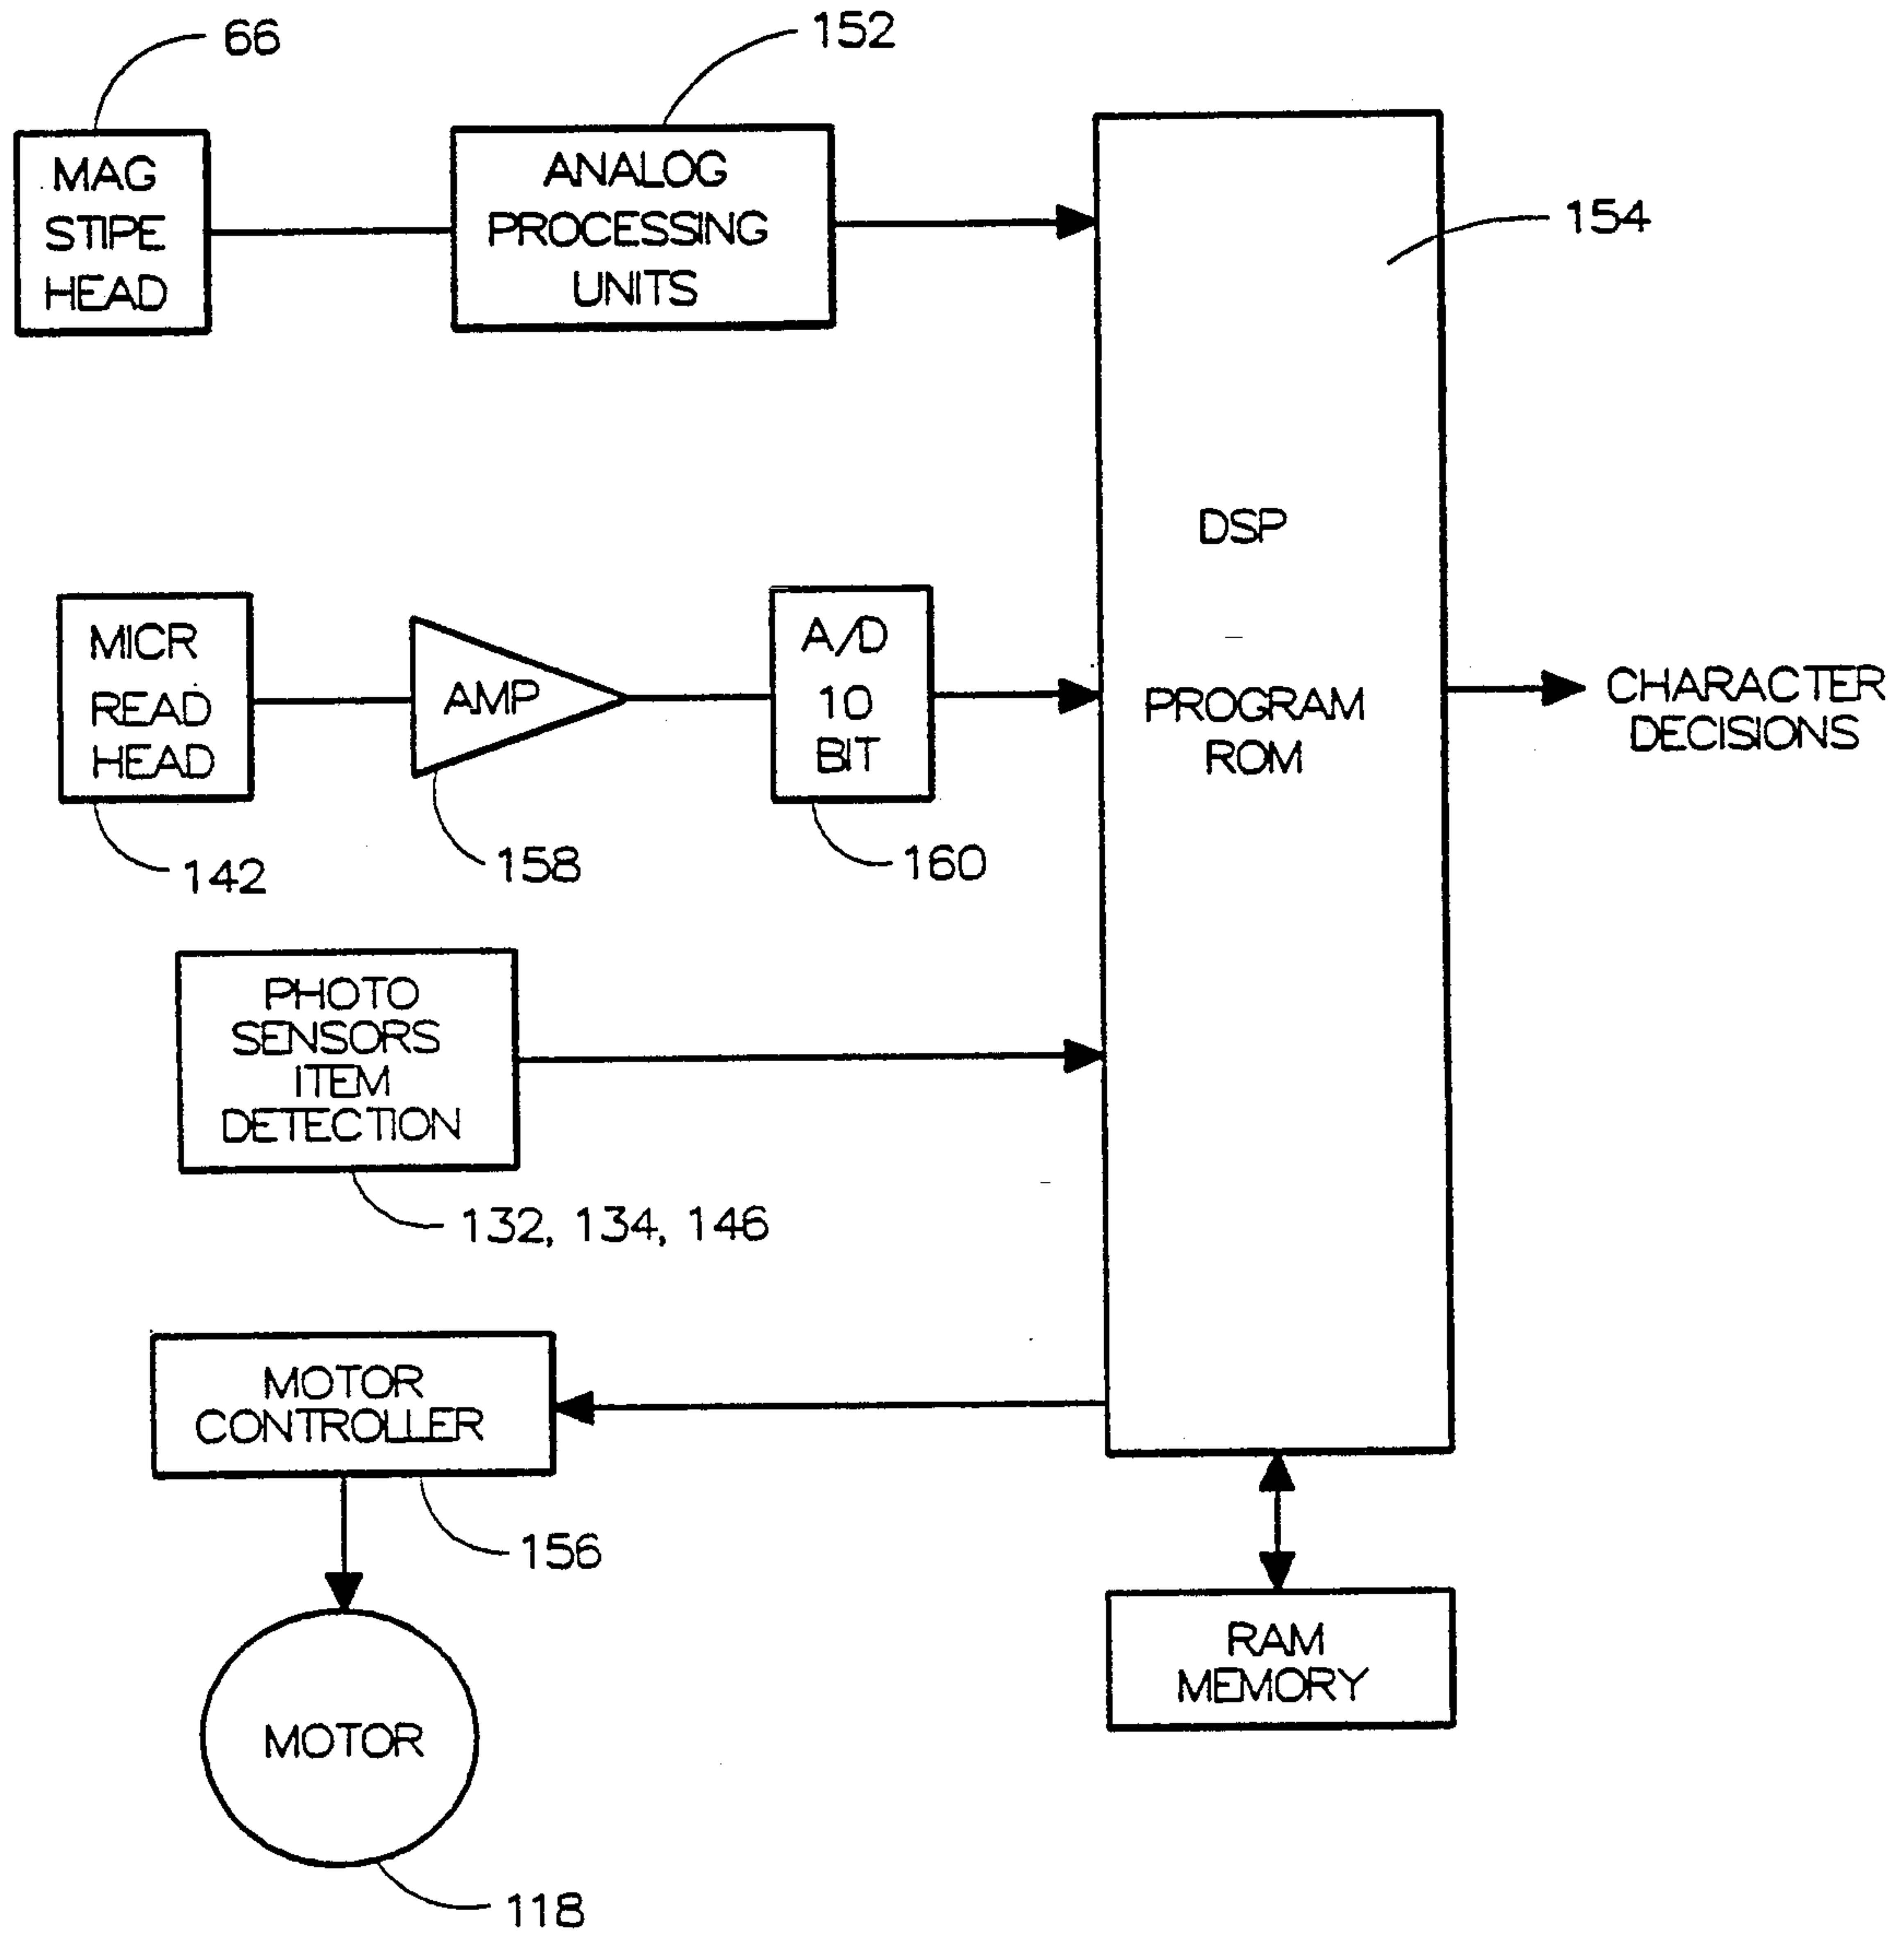 66
152
MAG
STIPE
HEAD
ANALOG
PROCESSING
UNITS
154
DSP
PROGRAM
ROM
MICR
READ
HEAD
AMP
A/D
10
BIT
CHARACTER
DECISIONS
142
158
160
PHOTO
SENSORS
ITEM
DETECTION
132, 134, 146
MOTOR
CONTROLLER
156
RAM
MEMORY
MOTOR
118